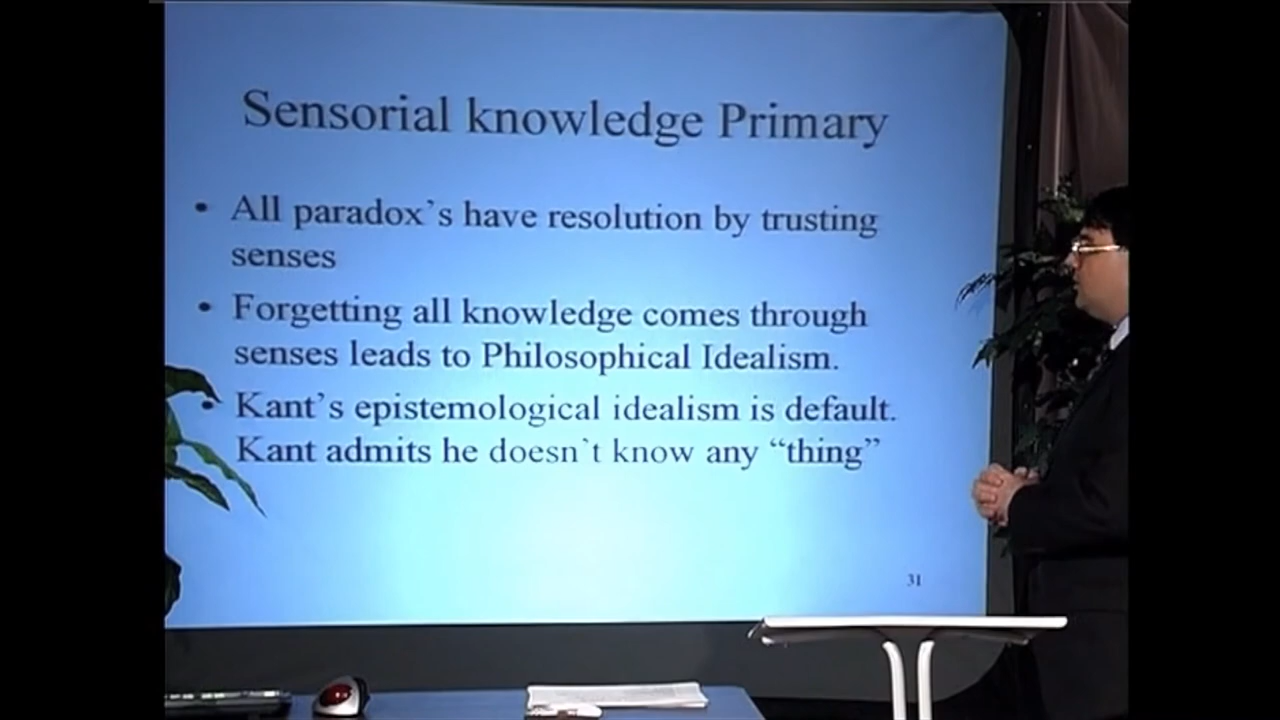 Sensorial knowledge Primary
• All paradox's have resolution by trusting
senses
• Forgetting all knowledge comes through
senses leads to Philosophical Idealism.
• Kant's epistemological idealism is default.
Kant admits he doesn't know any “thing”
31